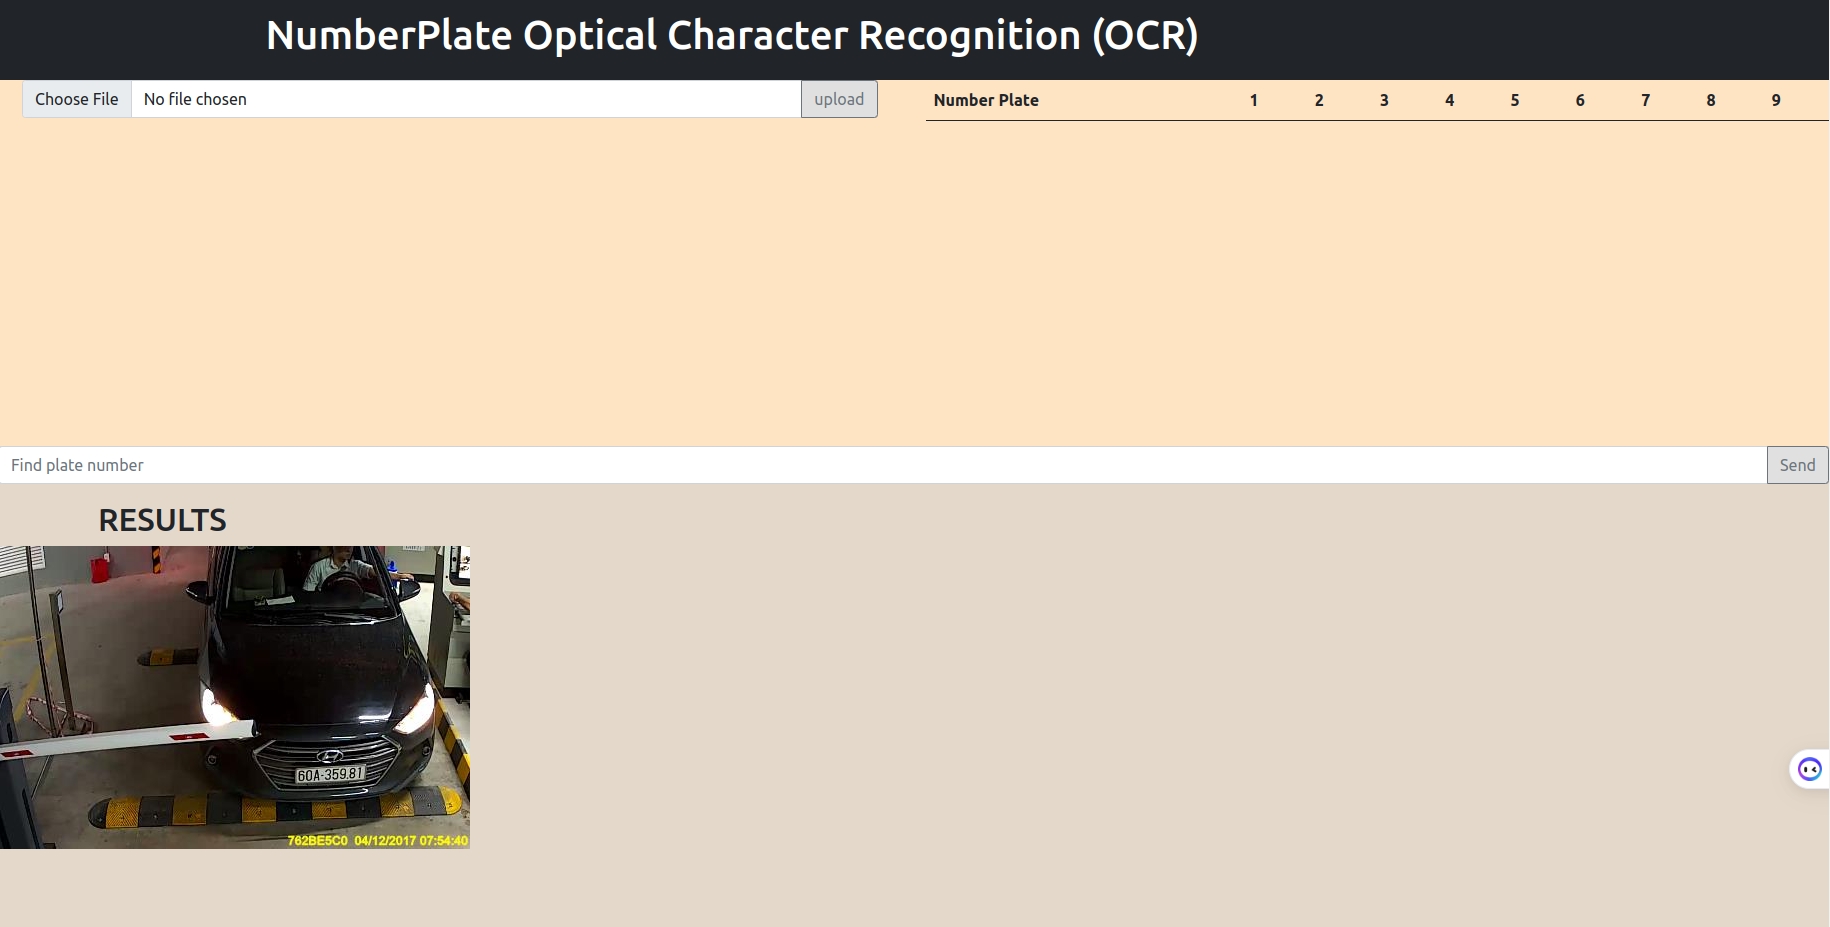 NumberPlate Optical Character Recognition (OCR)
Choose File No file chosen upload
Number Plate 1 2 3 4 5 6 7 8 9
Find plate number Send
RESULTS
60A-359.81
762BE5C0 04/12/2017 07:54:40